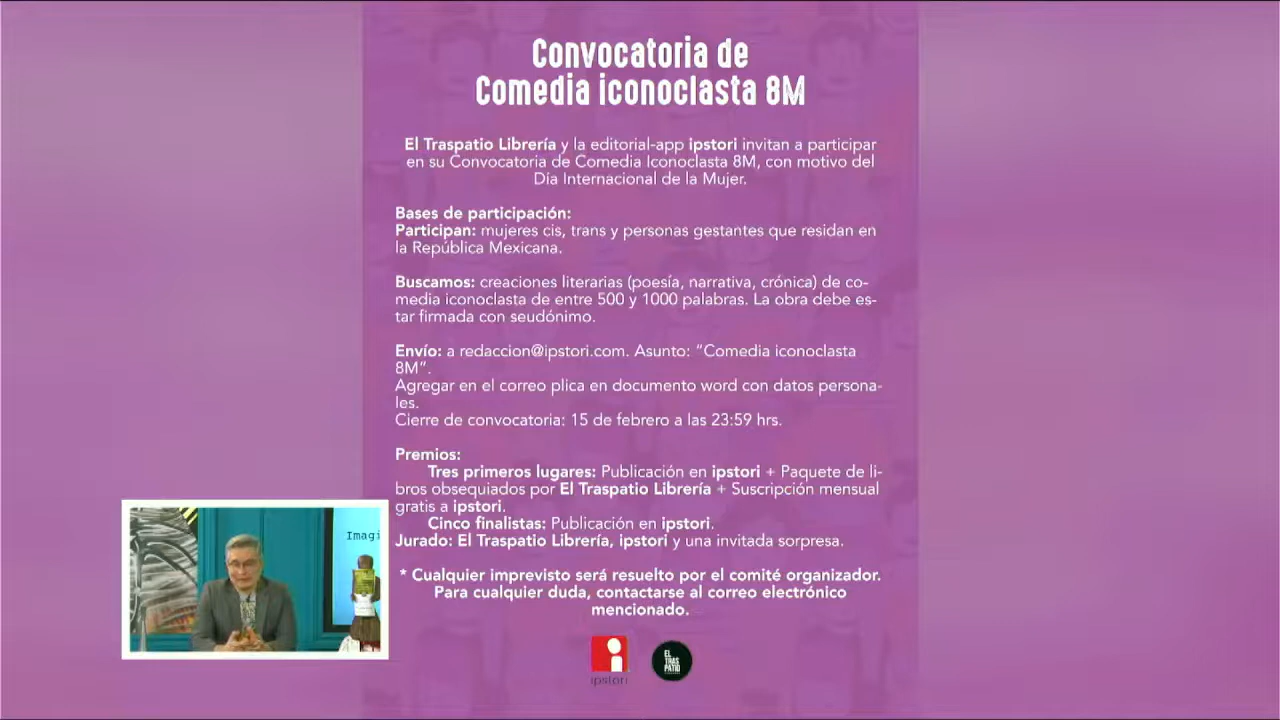 Convocatoria de
Comedia iconoclasta 8M
El Traspatio Librería y la editorial-app ipstori invitan a participar
en su Convocatoria de Comedia Iconoclasta 8M, con motivo del
Día Internacional de la Mujer.
Bases de participación:
Participan: mujeres cis, trans y personas gestantes que residan en
la República Mexicana.
Buscamos: creaciones literarias (poesía, narrativa, crónica) de co-
media iconoclasta de entre 500 y 1000 palabras. La obra debe es-
tar firmada con seudónimo.
Envío: a redaccion@ipstori.com. Asunto: “Comedia iconoclasta
8M”.
Agregar en el correo plica en documento word con datos persona-
les.
Cierre de convocatoria: 15 de febrero a las 23:59 hrs.
Premios:
Tres primeros lugares: Publicación en ipstori + Paquete de li-
bros obsequiados por El Traspatio Librería + Suscripción mensual
gratis a ipstori.
Cinco finalistas: Publicación en ipstori.
Jurado: El Traspatio Librería, ipstori y una invitada sorpresa.
* Cualquier imprevisto será resuelto por el comité organizador.
Para cualquier duda, contactarse al correo electrónico
mencionado.
Imagi
ipstori
EL
TRAS
PATIO